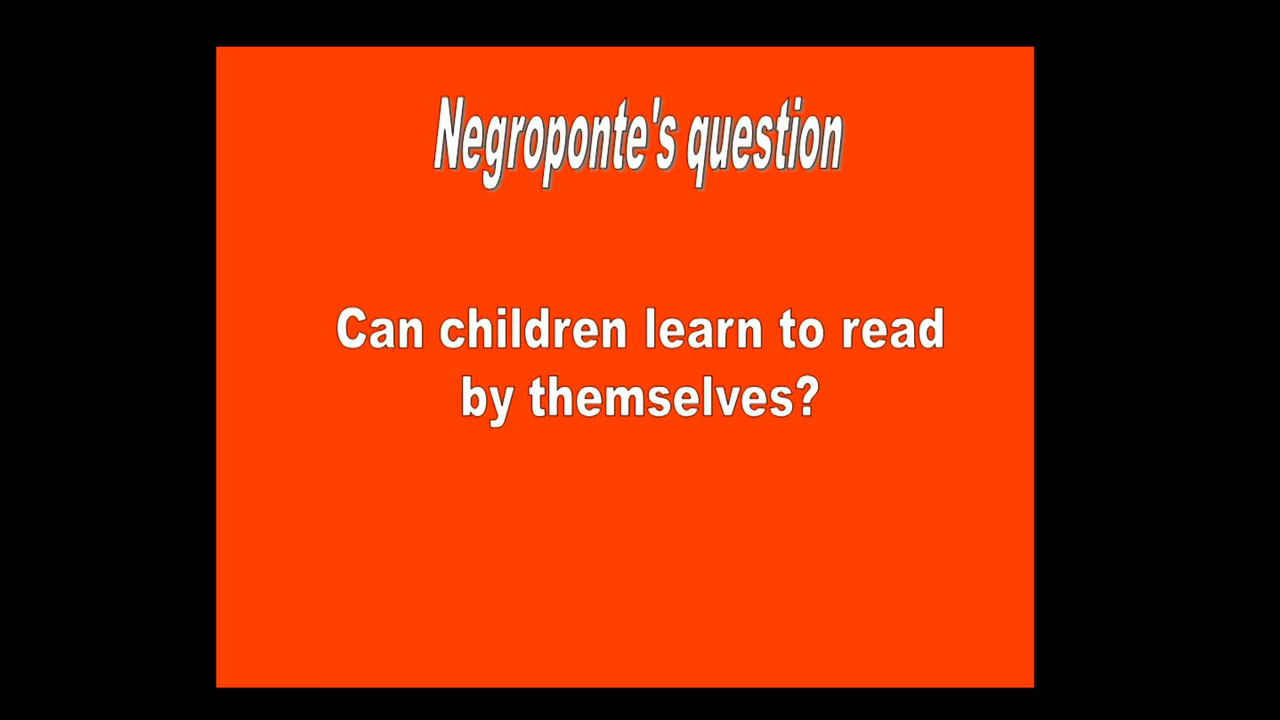 Negroponte's question
Can children learn to read
by themselves?